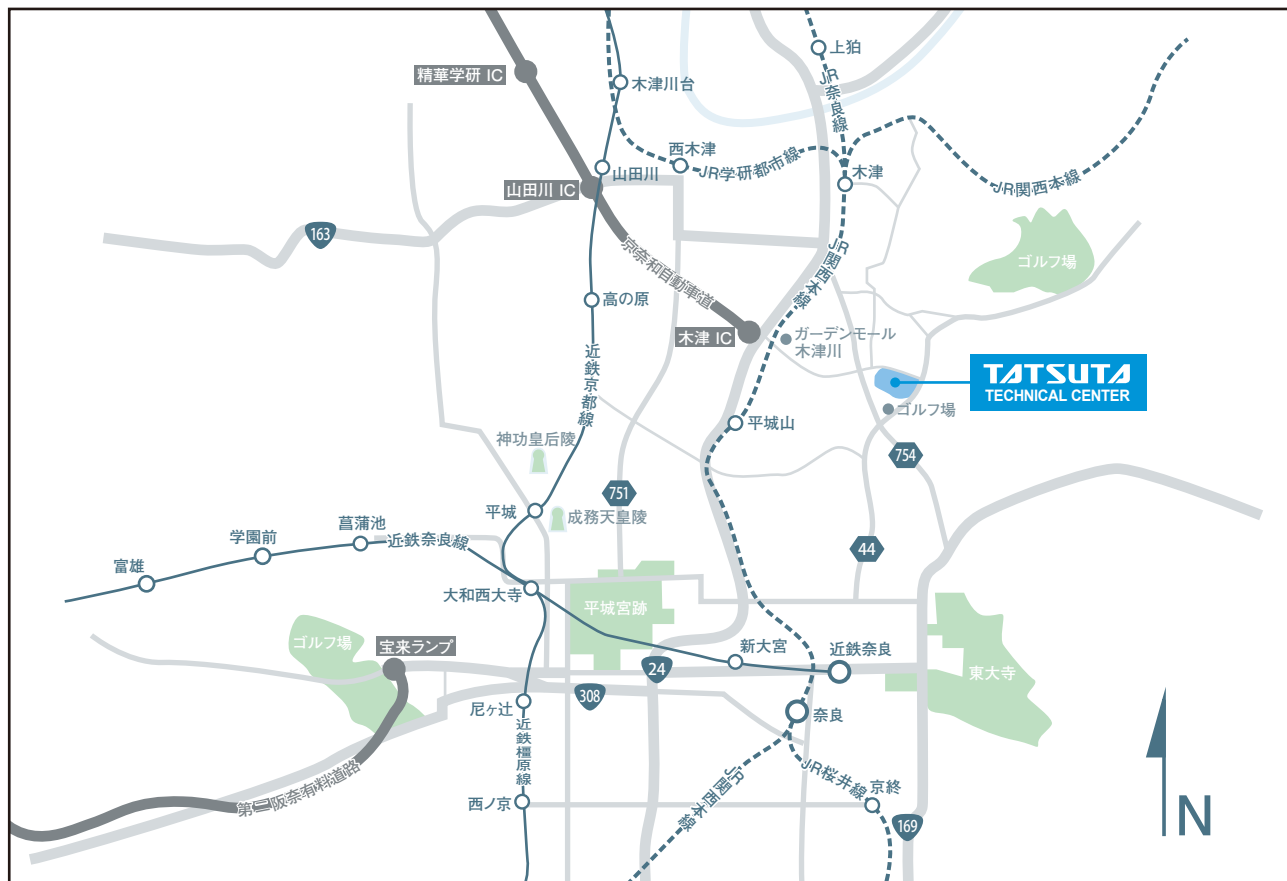 上狛
精華学研 IC
木津川台
JR奈良線
西木津
JR学研都市線
山田川
木津
山田川 IC
JR関西本線
163
京奈和自動車道
JR関西本線
ゴルフ場
高の原
木津 IC
ガーデンモール
木津川
近鉄京都線
TATSUTA
TECHNICAL CENTER
ゴルフ場
平城山
神功皇后陵
754
751
平城
成務天皇陵
菖蒲池
学園前
近鉄奈良線
44
富雄
大和西大寺
平城宮跡
ゴルフ場
宝来ランプ
新大宮
近鉄奈良
24
東大寺
308
尼ヶ辻
奈良
近鉄橿原線
第二阪奈有料道路
JR関西本線
JR桜井線
京終
西ノ京
169
N